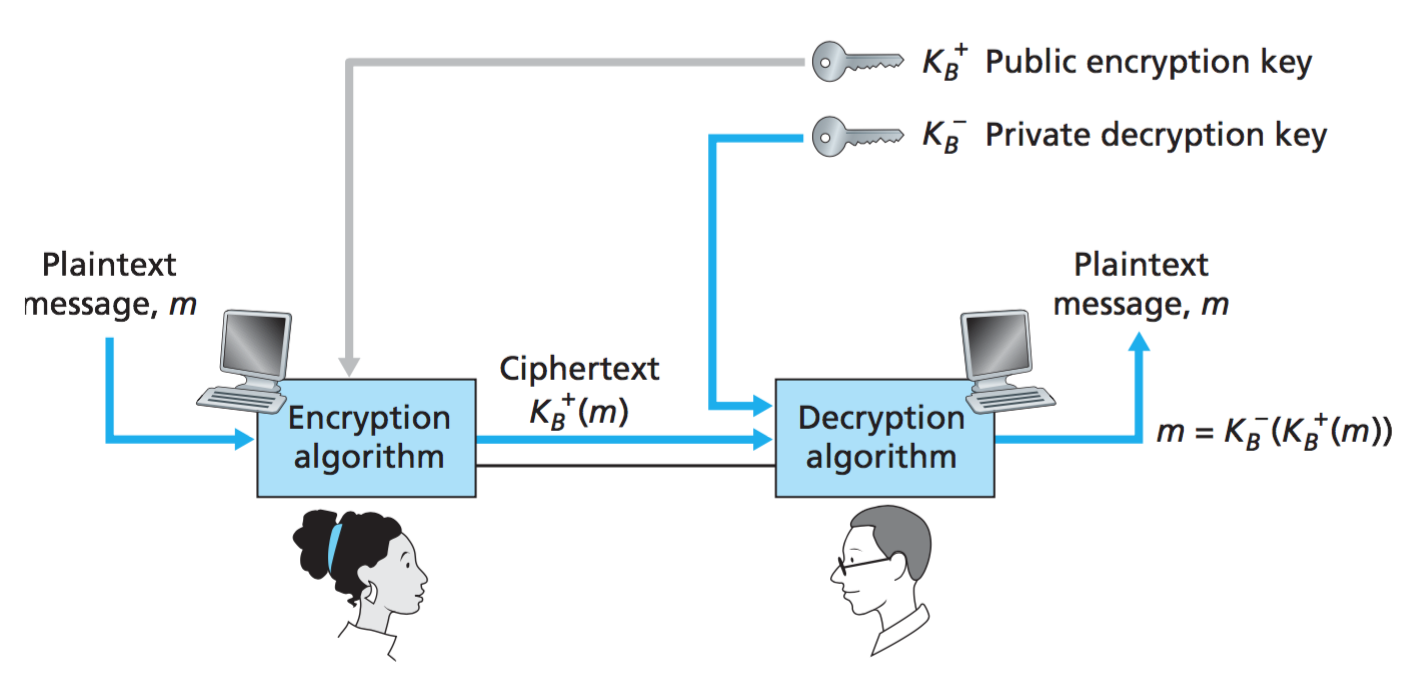 K_B^+ Public encryption key
K_B^- Private decryption key
Plaintext
message, m
Plaintext
message, m
Ciphertext
K_B^+(m)
Encryption
algorithm
Decryption
algorithm
m = K_B^-(K_B^+(m))